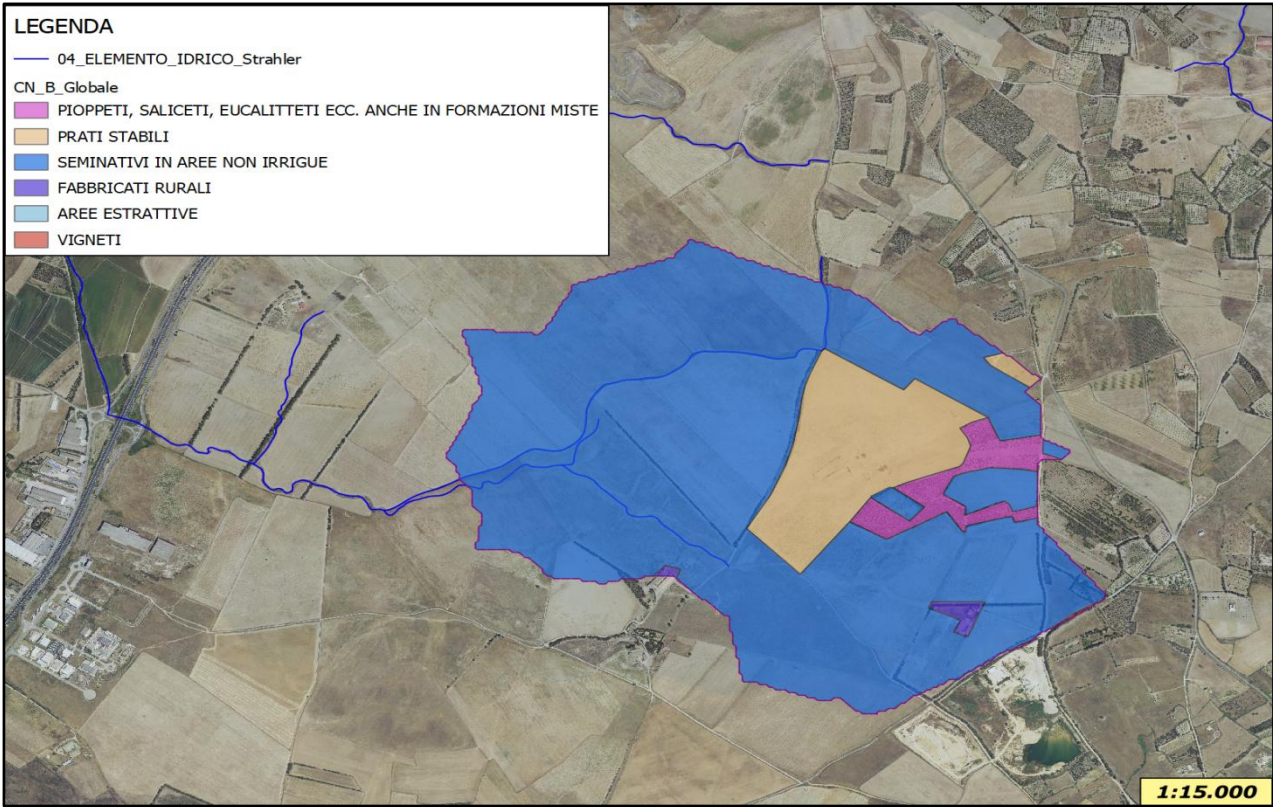 LEGENDA
04_ELEMENTO_IDRICO_Strahler
CN_B_Globale
PIOPPETI, SALICETI, EUCALITTETI ECC. ANCHE IN FORMAZIONI MISTE
PRATI STABILI
SEMINATIVI IN AREE NON IRRIGUE
FABBRICATI RURALI
AREE ESTRATTIVE
VIGNETI
1:15.000